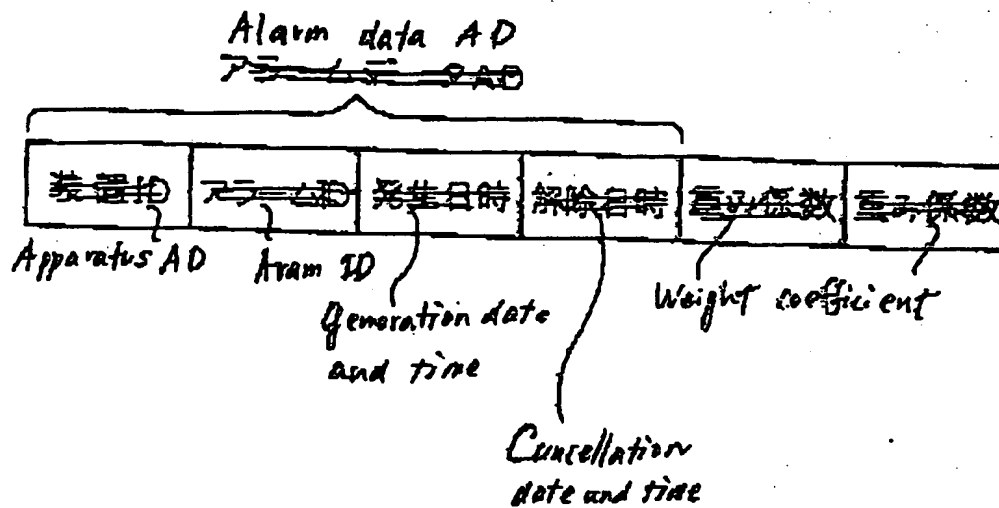 Alarm data AD
アラームデータAD
装置ID アラームID 発生日時 解除日時 重み係数 重み係数
Apparatus AD Aram ID
Generation date
and time
Weight coefficient
Cancellation
date and time